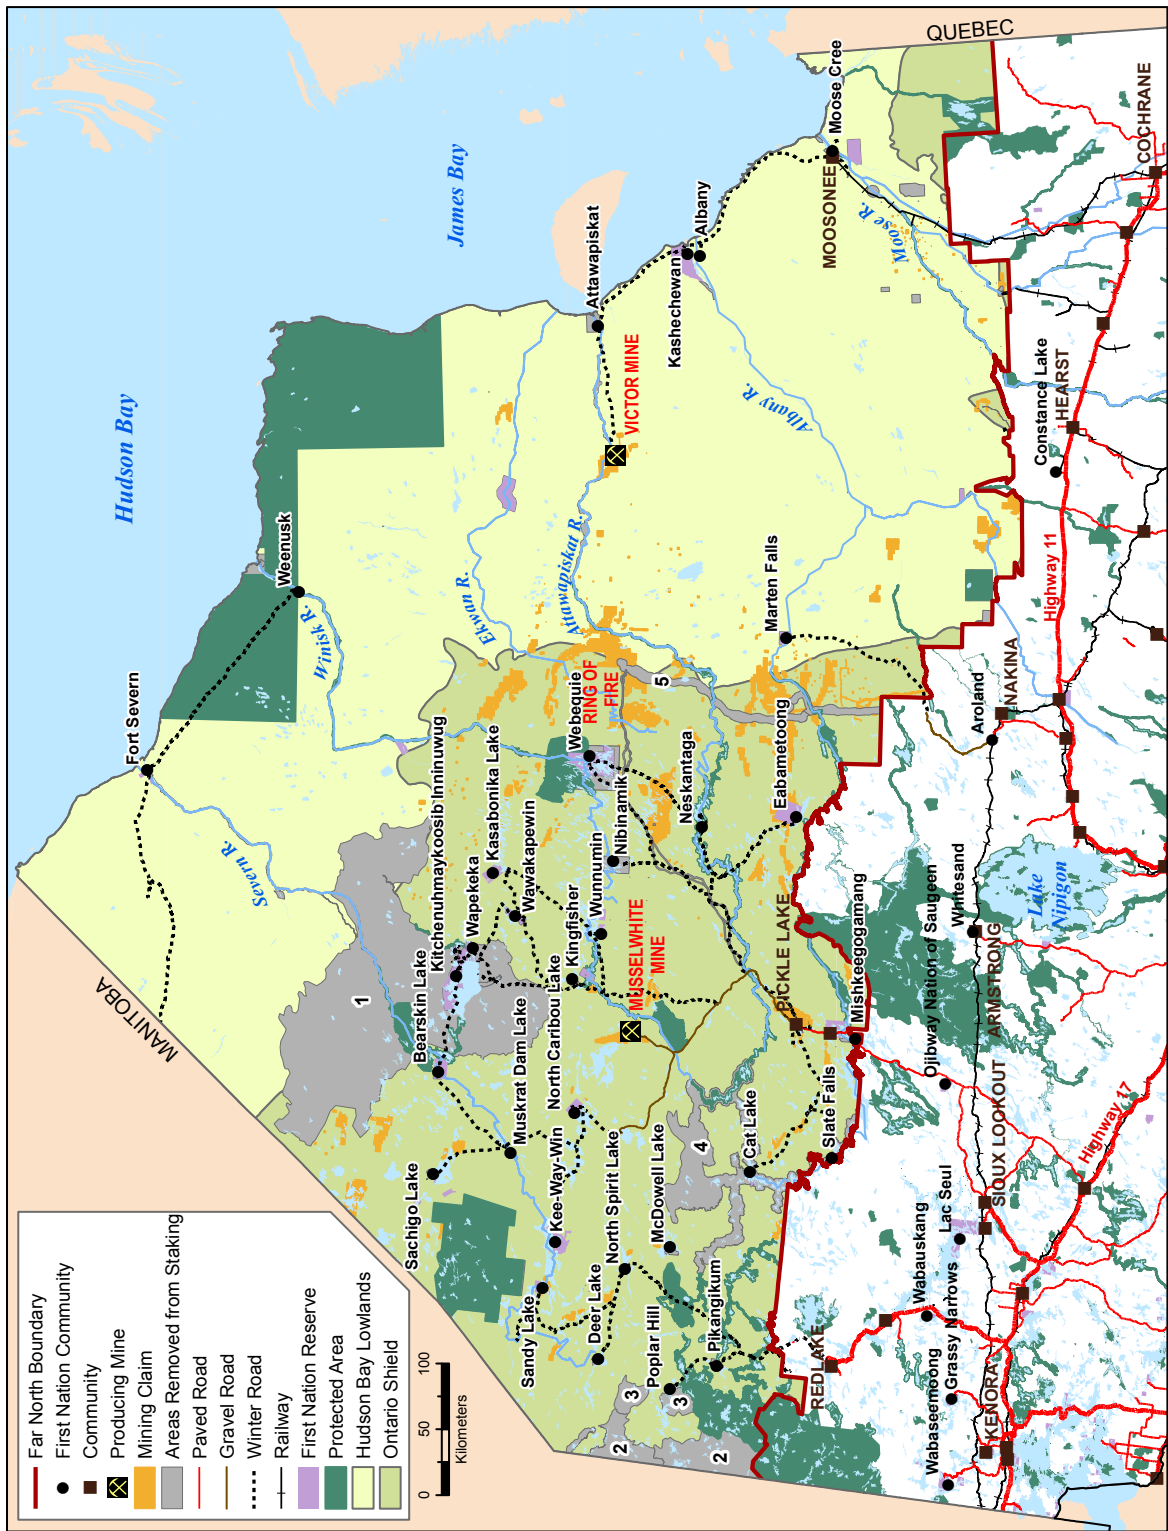 Far North Boundary
First Nation Community
Community
Producing Mine
Mining Claim
Areas Removed from Staking
Paved Road
Gravel Road
Winter Road
Railway
First Nation Reserve
Protected Area
Hudson Bay Lowlands
Ontario Shield
0 50 100
Kilometers
MANITOBA
QUEBEC
Hudson Bay
James Bay
Fort Severn
Severn R.
Weenusk
Winisk R.
Ekwan R.
Attawapiskat R.
Attawapiskat
VICTOR MINE
Kashechewan
Albany
Albany R.
MOOSONEE
Moose Cree
Moose R.
1
Bearskin Lake
Kitchenuhmaykoosib Inninuwug
Wapekeka
Kasabonika Lake
Wawakapewin
Kingfisher
Wunnumin
Nibinamik
Webequie
RING OF
FIRE
5
Neskantaga
Eabametoong
Marten Falls
Sachigo Lake
Muskrat Dam Lake
North Caribou Lake
MUSSELWHITE
MINE
Sandy Lake
Kee-Way-Win
Deer Lake
North Spirit Lake
McDowell Lake
4
Cat Lake
Poplar Hill
Pikangikum
3
3
2
2
Slate Falls
PICKLE LAKE
Mishkeegogamang
REDLAKE
Wabaseemoong
Grassy Narrows
Wabauskang
Lac Seul
KENORA
SIOUX LOOKOUT
Ojibway Nation of Saugeen
Whitesand
ARMSTRONG
Lake
Nipigon
Highway 17
Aroland
NAKINA
Highway 11
Constance Lake
HEARST
COCHRANE